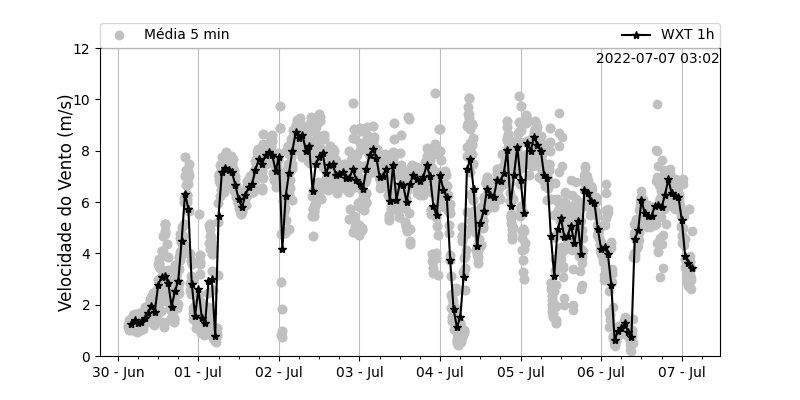 Média 5 min
WXT 1h
2022-07-07 03:02
Velocidade do Vento (m/s)
12
10
8
6
4
2
0
30 - Jun
01 - Jul
02 - Jul
03 - Jul
04 - Jul
05 - Jul
06 - Jul
07 - Jul